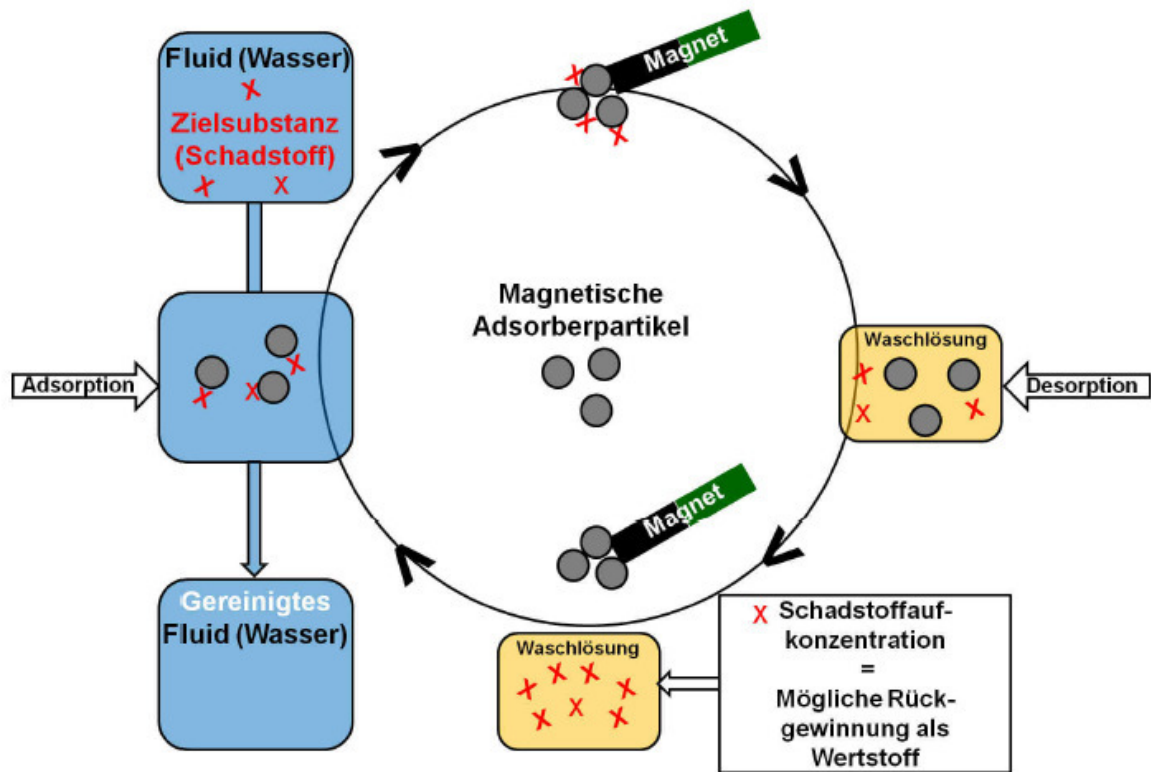 Fluid (Wasser)
Zielsubstanz
(Schadstoff)
Magnet
Magnetische
Adsorberpartikel
Adsorption
Waschlösung
Desorption
Magnet
Gereinigtes
Fluid (Wasser)
Waschlösung
X Schadstoffauf-
konzentration
=
Mögliche Rück-
gewinnung als
Wertstoff